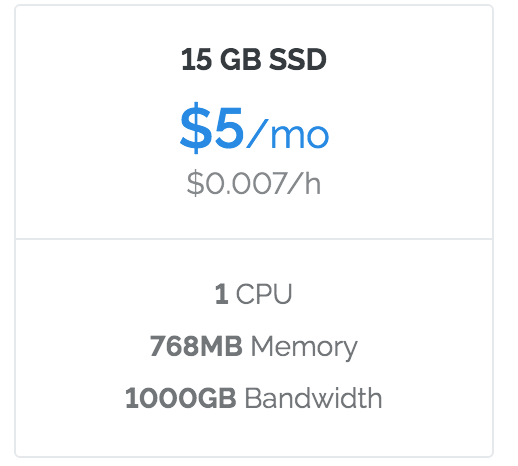 15 GB SSD
$5/mo
$0.007/h
1 CPU
768MB Memory
1000GB Bandwidth